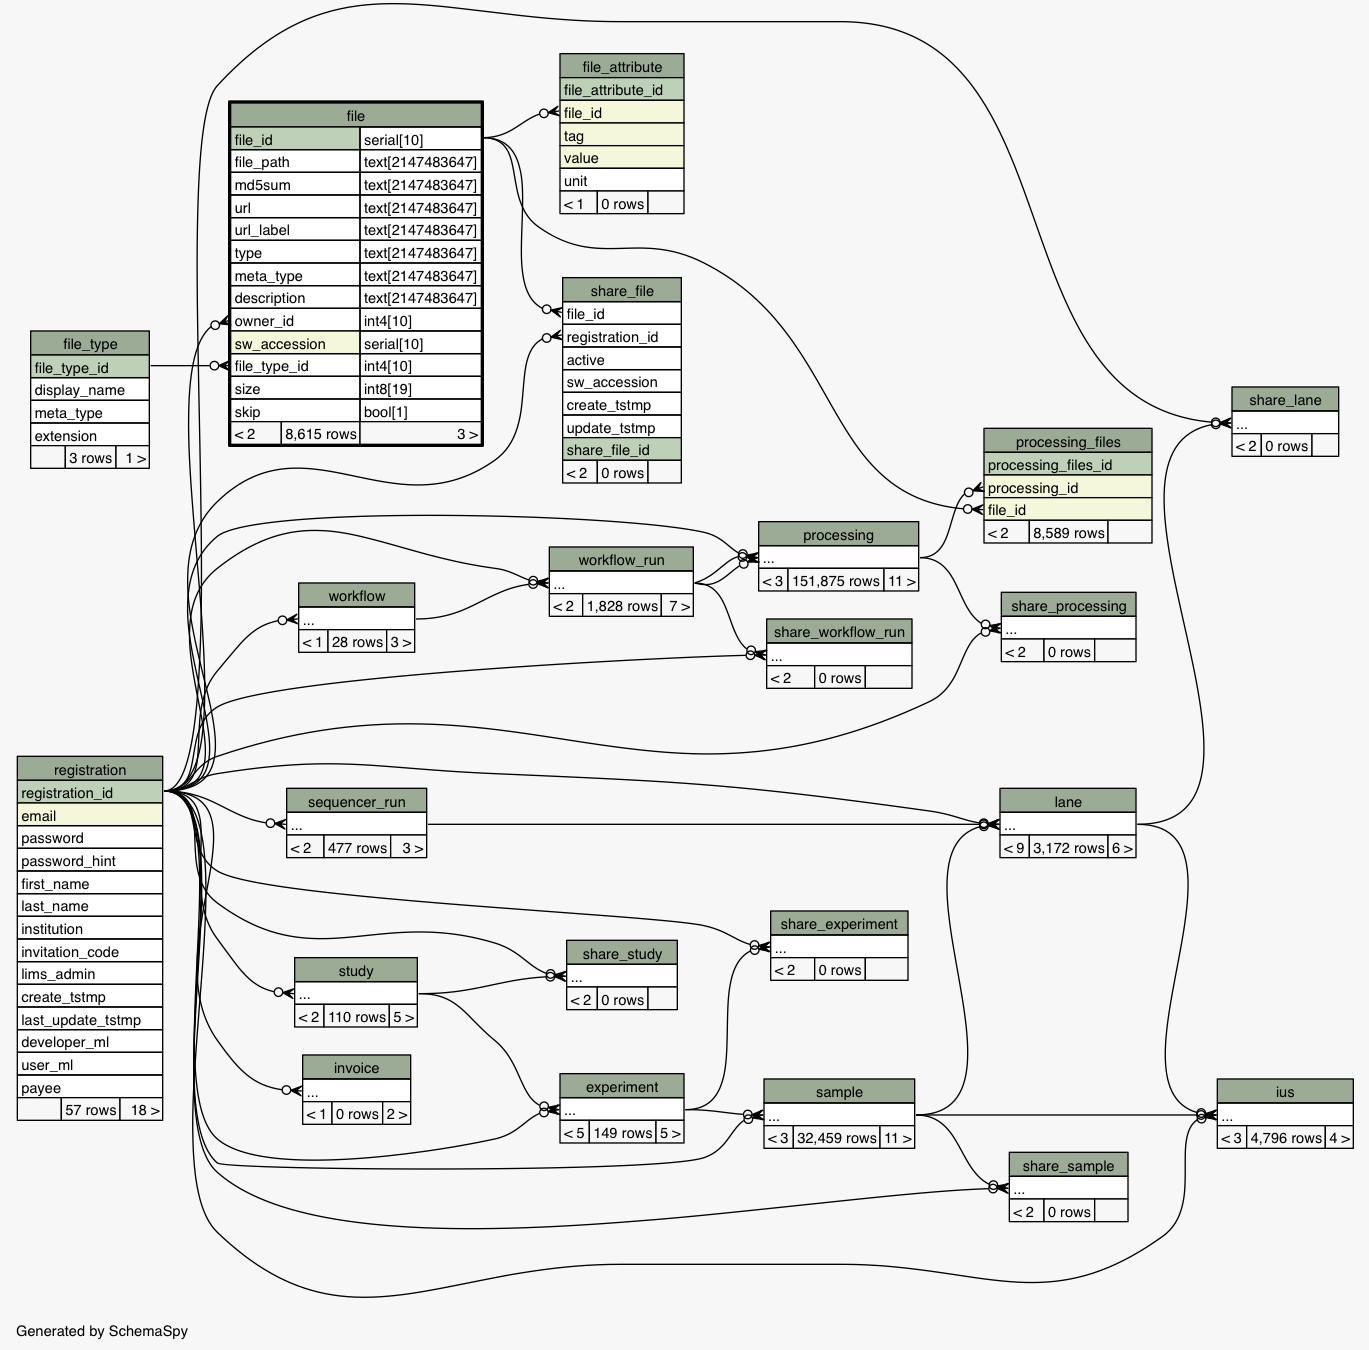 file_attribute
file_attribute_id
file_id
tag
value
unit
< 1 0 rows
file
file_id serial[10]
file_path text[2147483647]
md5sum text[2147483647]
url text[2147483647]
url_label text[2147483647]
type text[2147483647]
meta_type text[2147483647]
description text[2147483647]
owner_id int4[10]
sw_accession serial[10]
file_type_id int4[10]
size int8[19]
skip bool[1]
< 2 8,615 rows 3 >
share_file
file_id
registration_id
active
sw_accession
create_tstmp
update_tstmp
share_file_id
< 2 0 rows
file_type
file_type_id
display_name
meta_type
extension
3 rows 1 >
share_lane
...
< 2 0 rows
processing_files
processing_files_id
processing_id
file_id
< 2 8,589 rows
processing
...
< 3 151,875 rows 11 >
workflow_run
...
< 2 1,828 rows 7 >
workflow
...
< 1 28 rows 3 >
share_processing
...
< 2 0 rows
share_workflow_run
...
< 2 0 rows
registration
registration_id
email
password
password_hint
first_name
last_name
institution
invitation_code
lims_admin
create_tstmp
last_update_tstmp
developer_ml
user_ml
payee
57 rows 18 >
sequencer_run
...
< 2 477 rows 3 >
lane
...
< 9 3,172 rows 6 >
share_experiment
...
< 2 0 rows
share_study
...
< 2 0 rows
study
...
< 2 110 rows 5 >
invoice
...
< 1 0 rows 2 >
experiment
...
< 5 149 rows 5 >
sample
...
< 3 32,459 rows 11 >
ius
...
< 3 4,796 rows 4 >
share_sample
...
< 2 0 rows
Generated by SchemaSpy